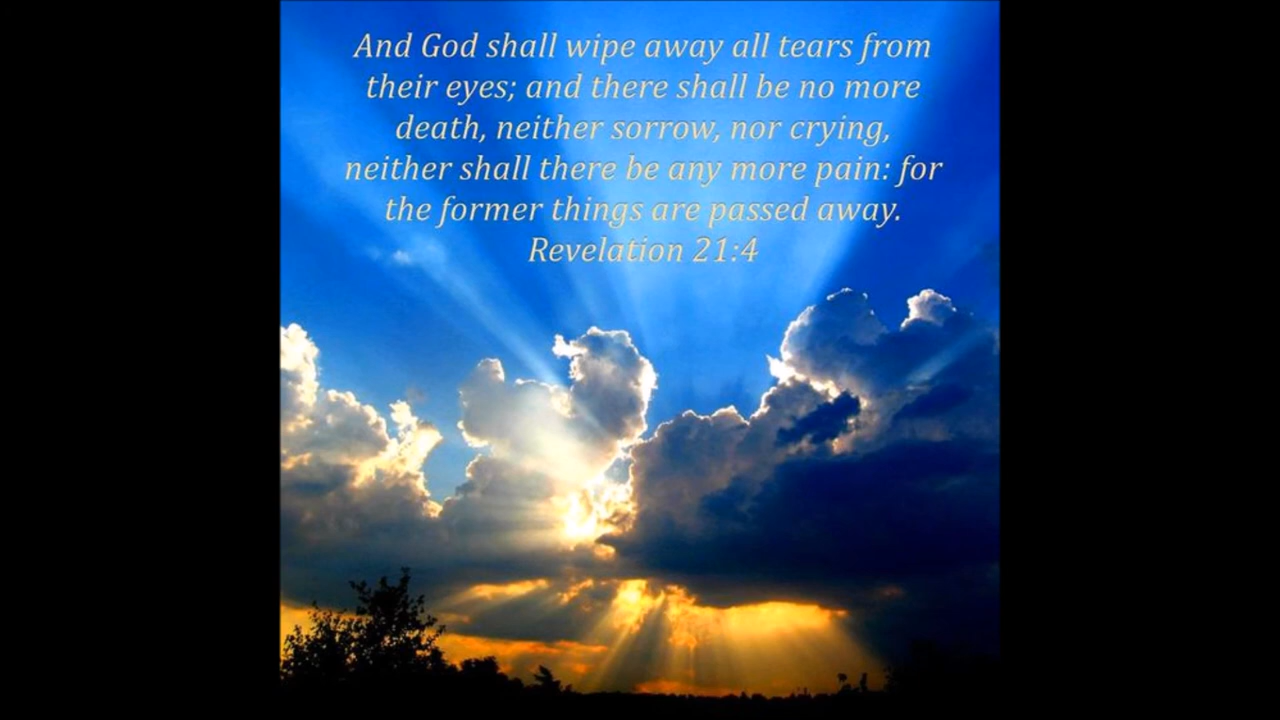 And God shall wipe away all tears from
their eyes; and there shall be no more
death, neither sorrow, nor crying,
neither shall there be any more pain: for
the former things are passed away.
Revelation 21:4